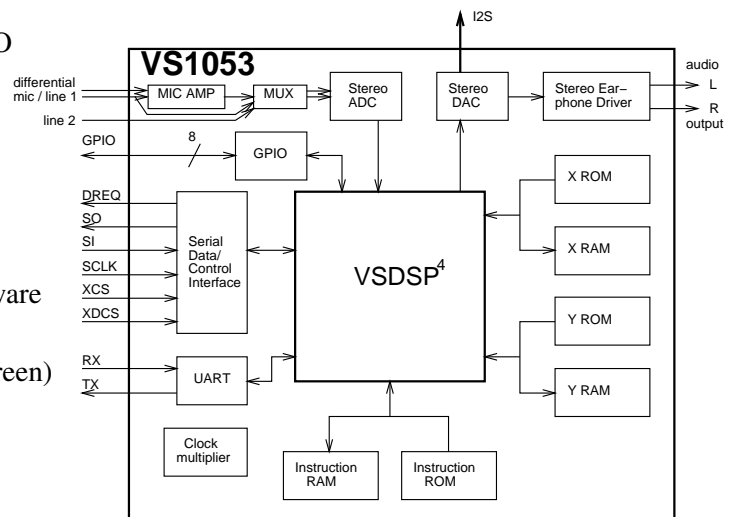 I2S
O
VS1053
audio
differential
mic / line 1
MIC AMP
MUX
Stereo
ADC
Stereo
DAC
Stereo Ear–
phone Driver
L
R
output
line 2
GPIO
8
GPIO
X ROM
DREQ
SO
SI
SCLK
XCS
XDCS
Serial
Data/
Control
Interface
VSDSP4
X RAM
Y ROM
Y RAM
RX
TX
UART
Clock
multiplier
Instruction
RAM
Instruction
ROM
ware
reen)